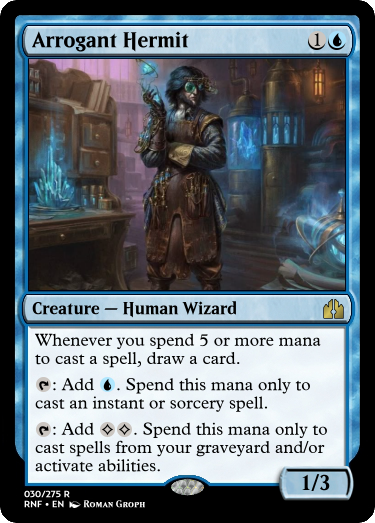 Arrogant Hermit 1
Creature — Human Wizard
Whenever you spend 5 or more mana
to cast a spell, draw a card.
: Add . Spend this mana only to
cast an instant or sorcery spell.
: Add . Spend this mana only to
cast spells from your graveyard and/or
activate abilities.
1/3
030/275 R
RNF • EN Roman Groph